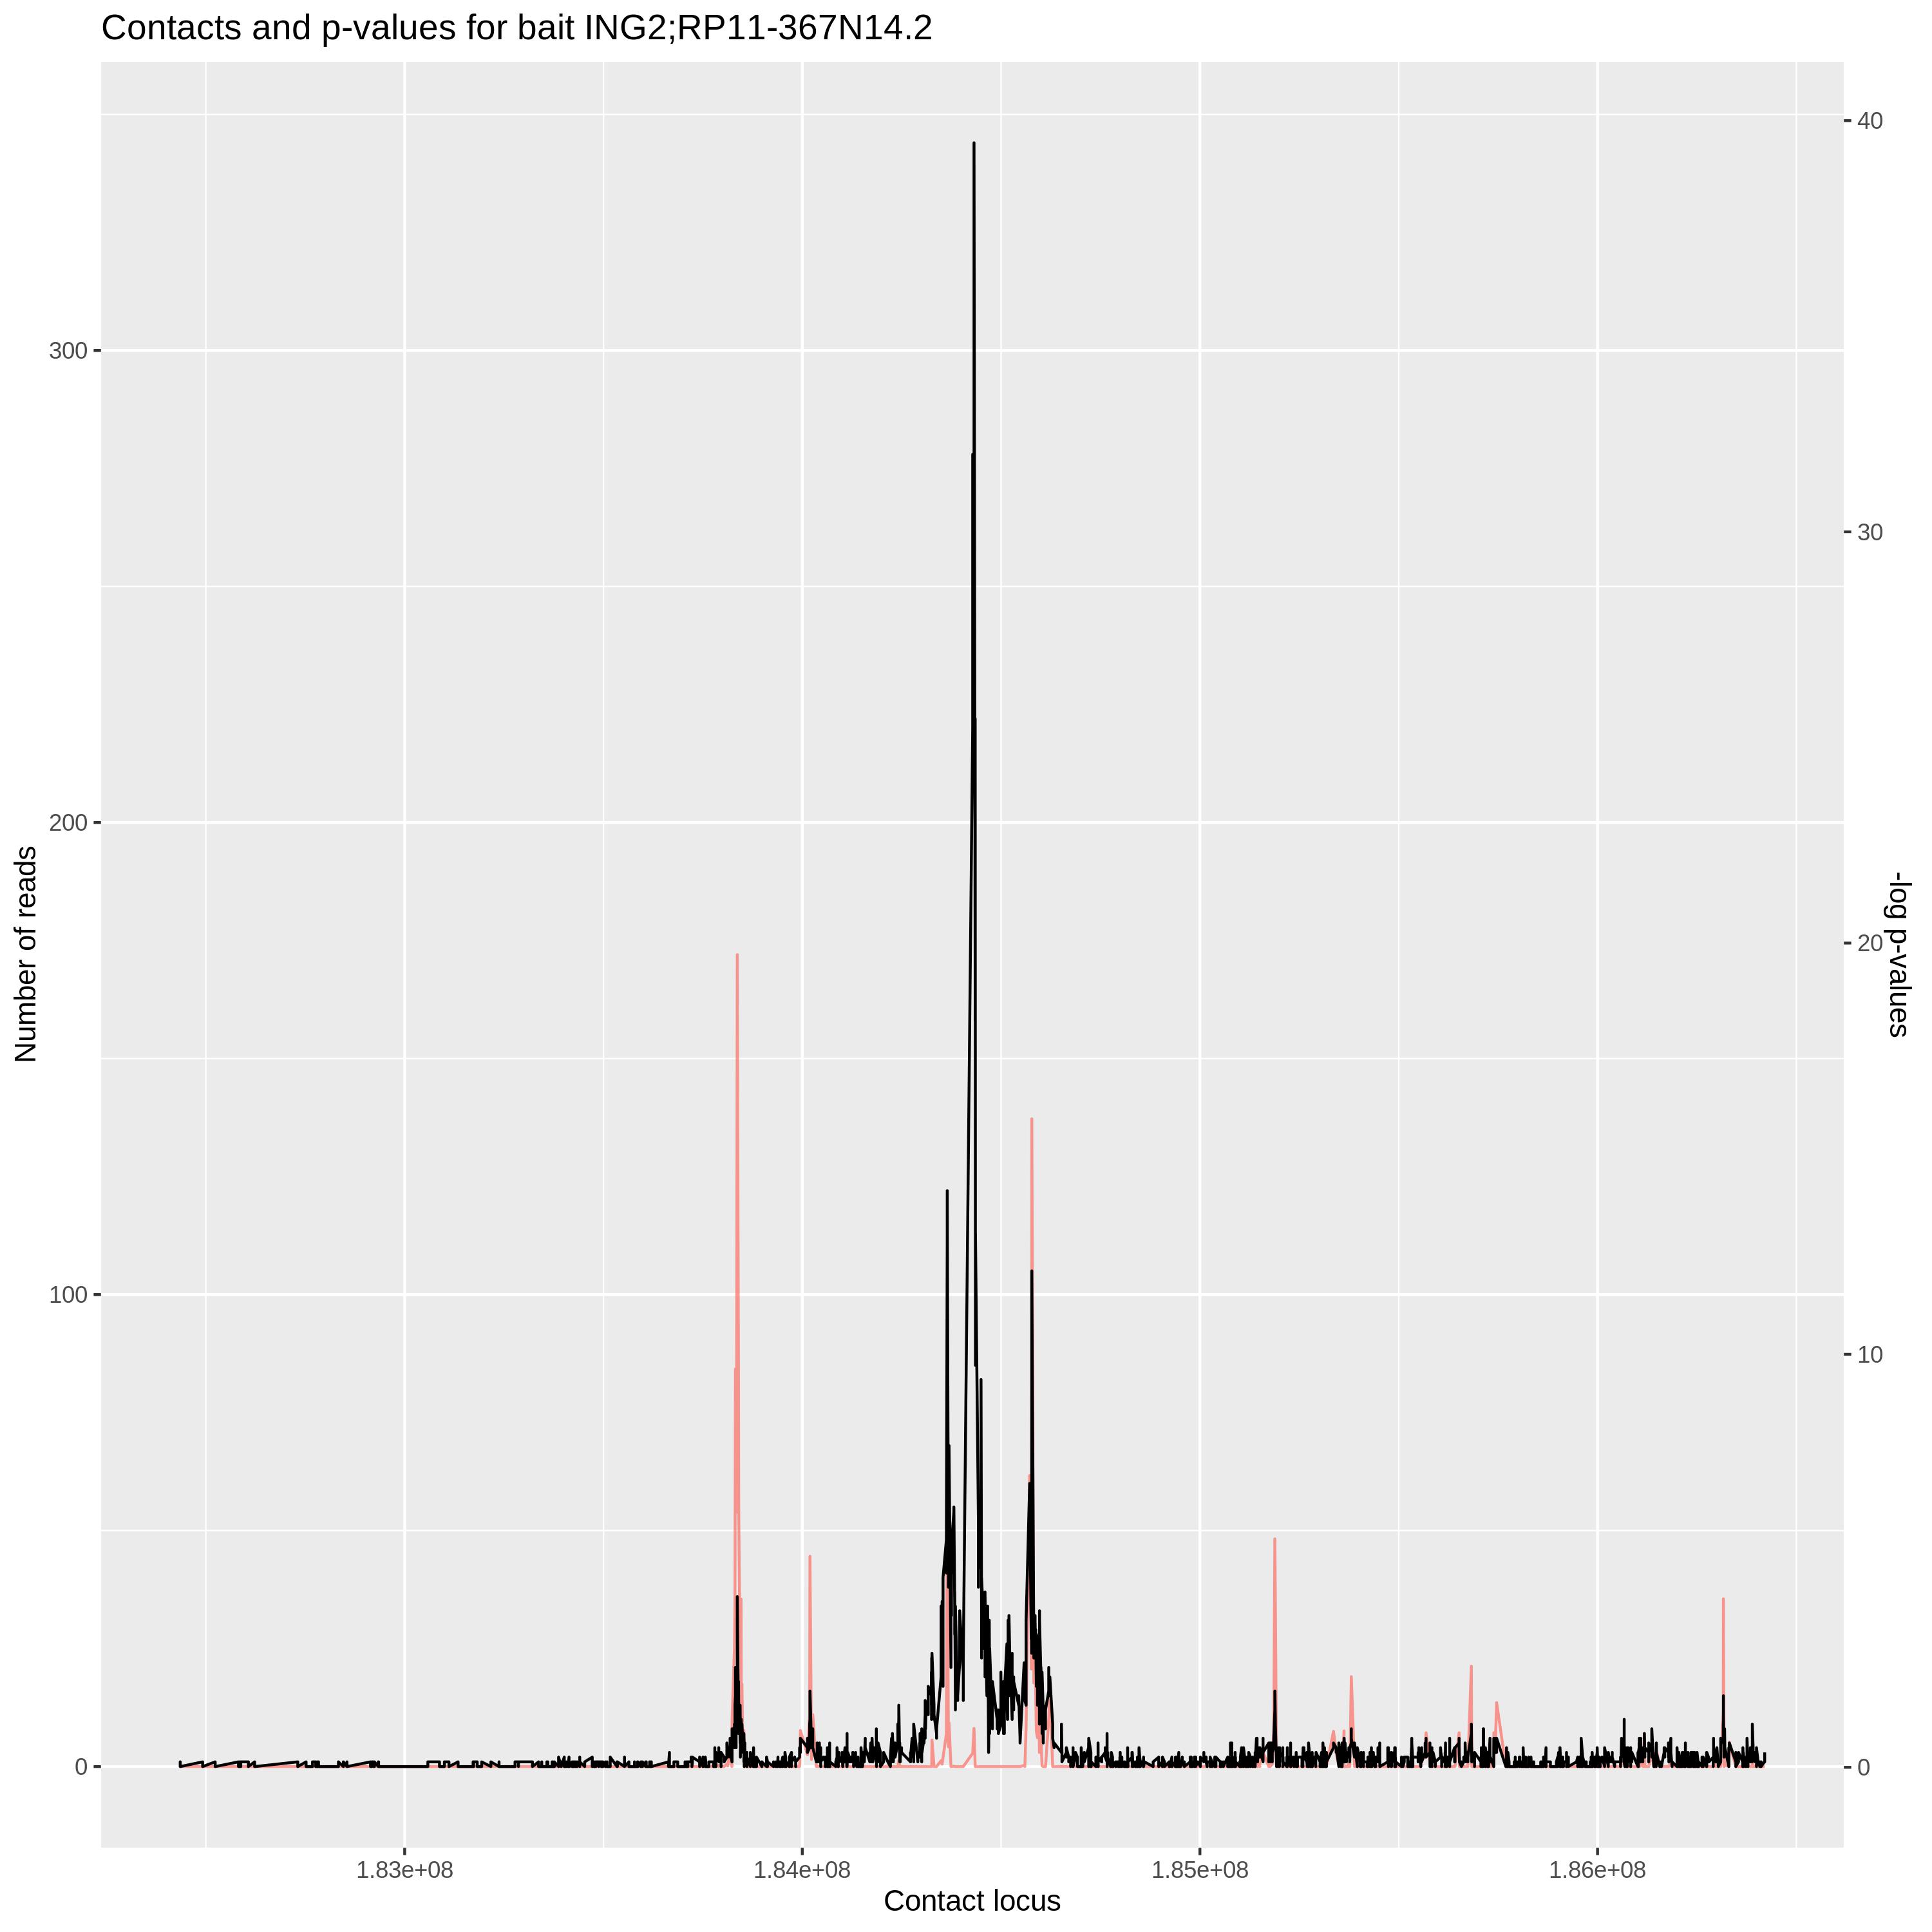 Contacts and p-values for bait ING2;RP11-367N14.2
Number of reads
300
200
100
0
40
30
20
10
0
-log p-values
1.83e+08 1.84e+08 1.85e+08 1.86e+08
Contact locus